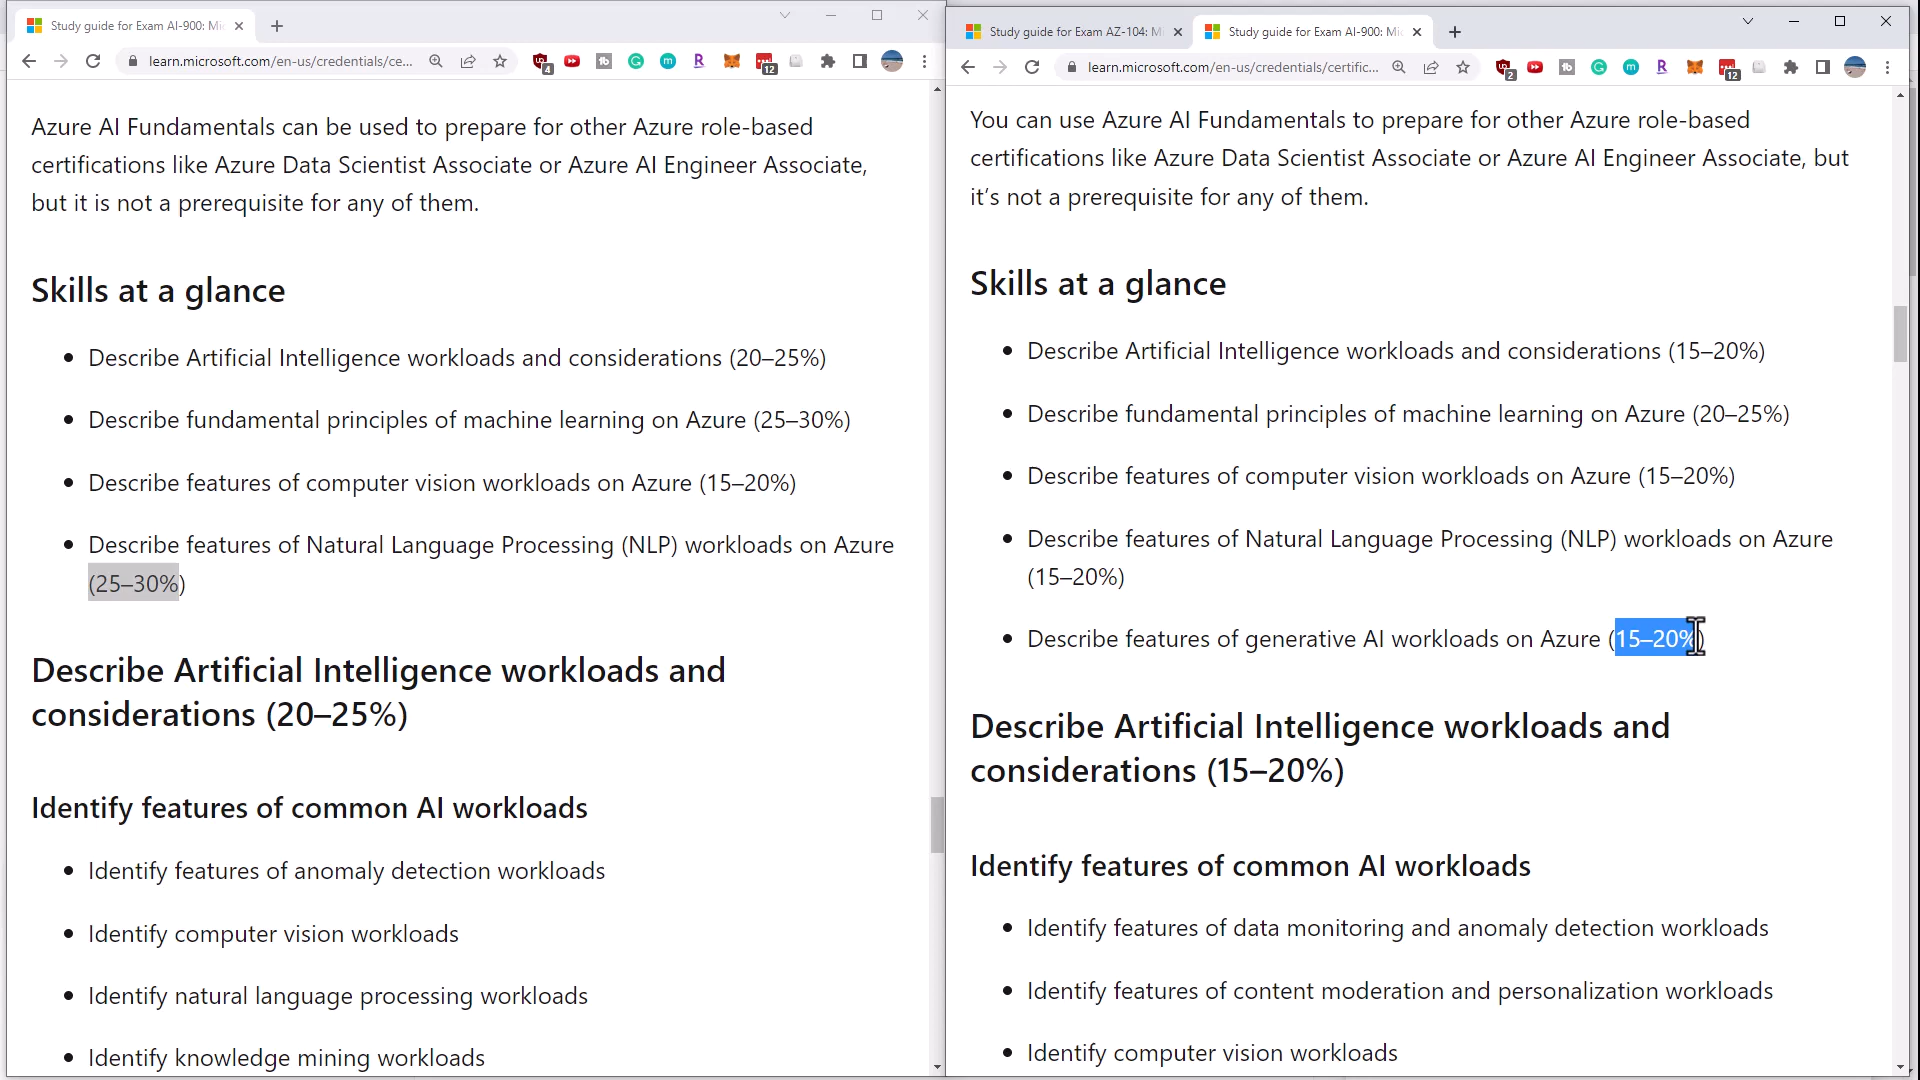 Study guide for Exam AI-900: Mi
learn.microsoft.com/en-us/credentials/ce...
4
12
Azure AI Fundamentals can be used to prepare for other Azure role-based
certifications like Azure Data Scientist Associate or Azure AI Engineer Associate,
but it is not a prerequisite for any of them.
Skills at a glance
Describe Artificial Intelligence workloads and considerations (20–25%)
Describe fundamental principles of machine learning on Azure (25–30%)
Describe features of computer vision workloads on Azure (15–20%)
Describe features of Natural Language Processing (NLP) workloads on Azure
(25–30%)
Describe Artificial Intelligence workloads and
considerations (20–25%)
Identify features of common AI workloads
Identify features of anomaly detection workloads
Identify computer vision workloads
Identify natural language processing workloads
Identify knowledge mining workloads
Study guide for Exam AZ-104: M
Study guide for Exam AI-900: Mic
learn.microsoft.com/en-us/credentials/certific...
2
12
You can use Azure AI Fundamentals to prepare for other Azure role-based
certifications like Azure Data Scientist Associate or Azure AI Engineer Associate, but
it’s not a prerequisite for any of them.
Skills at a glance
Describe Artificial Intelligence workloads and considerations (15–20%)
Describe fundamental principles of machine learning on Azure (20–25%)
Describe features of computer vision workloads on Azure (15–20%)
Describe features of Natural Language Processing (NLP) workloads on Azure
(15–20%)
Describe features of generative AI workloads on Azure (15–20%)
Describe Artificial Intelligence workloads and
considerations (15–20%)
Identify features of common AI workloads
Identify features of data monitoring and anomaly detection workloads
Identify features of content moderation and personalization workloads
Identify computer vision workloads